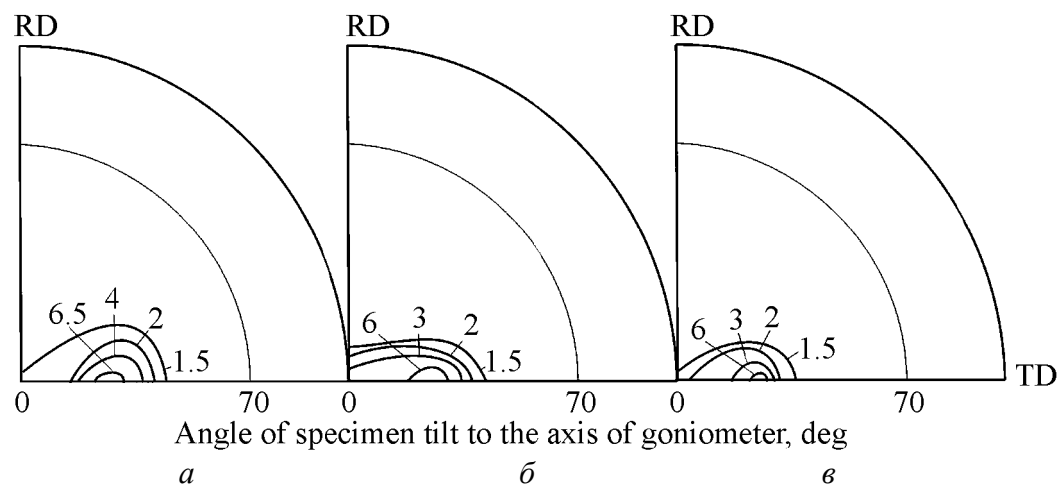 RD RD RD
6.5 4 2 1.5 6 3 2 1.5 6 3 2 1.5
TD
0 70 0 70 0 70
Angle of specimen tilt to the axis of goniometer, deg
а б в